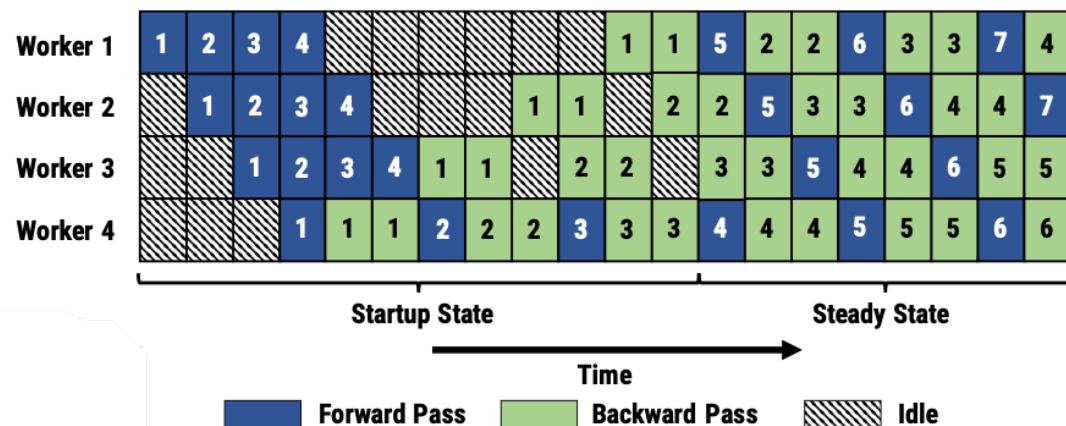 Worker 1 1 2 3 4 1 1 5 2 2 6 3 3 7 4
Worker 2 1 2 3 4 1 1 2 2 5 3 3 6 4 4 7
Worker 3 1 2 3 4 1 1 2 2 3 3 5 4 4 6 5 5
Worker 4 1 1 1 2 2 2 3 3 3 4 4 4 5 5 5 6 6
Startup State Steady State
Time
Forward Pass Backward Pass Idle